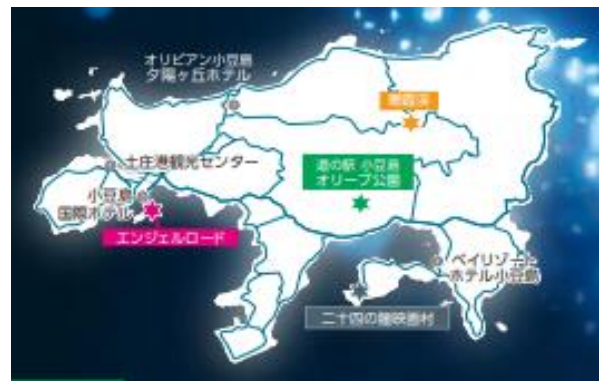 オリビアン小豆島
夕陽ヶ丘ホテル
寒霞渓
土庄港観光センター
道の駅 小豆島
オリーブ公園
小豆島
国際ホテル
エンジェルロード
ベイリゾート
ホテル小豆島
二十四の瞳映画村